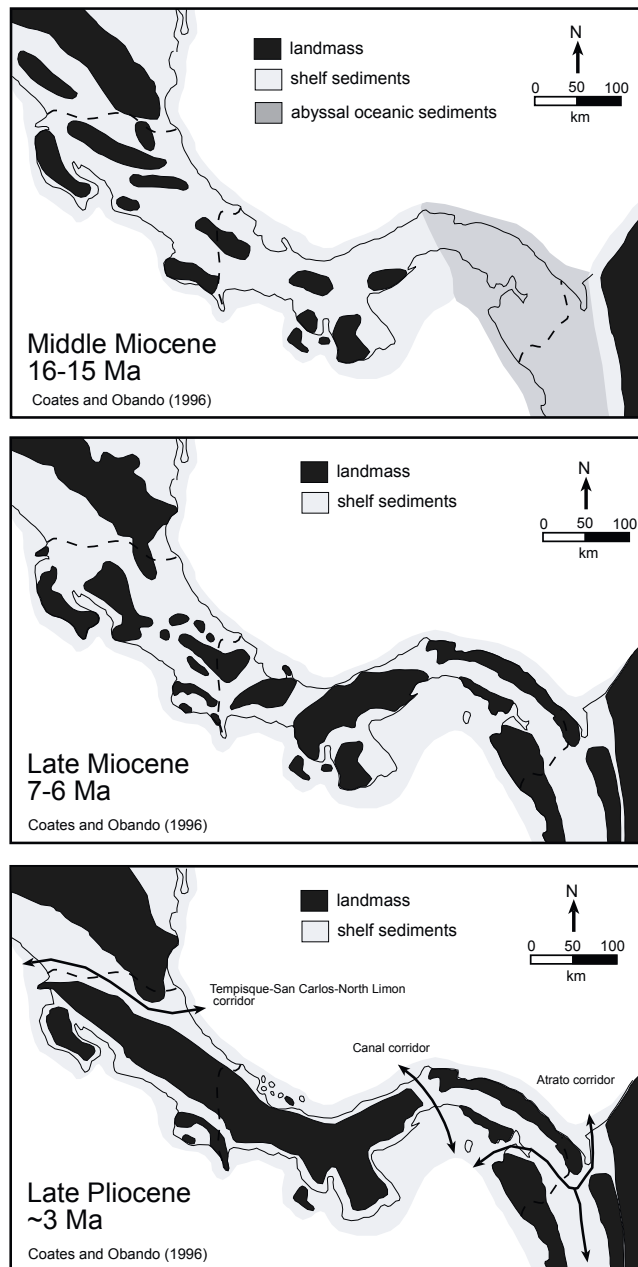 landmass
shelf sediments
abyssal oceanic sediments
N
0 50 100
km
Middle Miocene
16-15 Ma
Coates and Obando (1996)
landmass
shelf sediments
N
0 50 100
km
Late Miocene
7-6 Ma
Coates and Obando (1996)
landmass
shelf sediments
N
0 50 100
km
Tempisque-San Carlos-North Limon
corridor
Canal corridor
Atrato corridor
Late Pliocene
~3 Ma
Coates and Obando (1996)